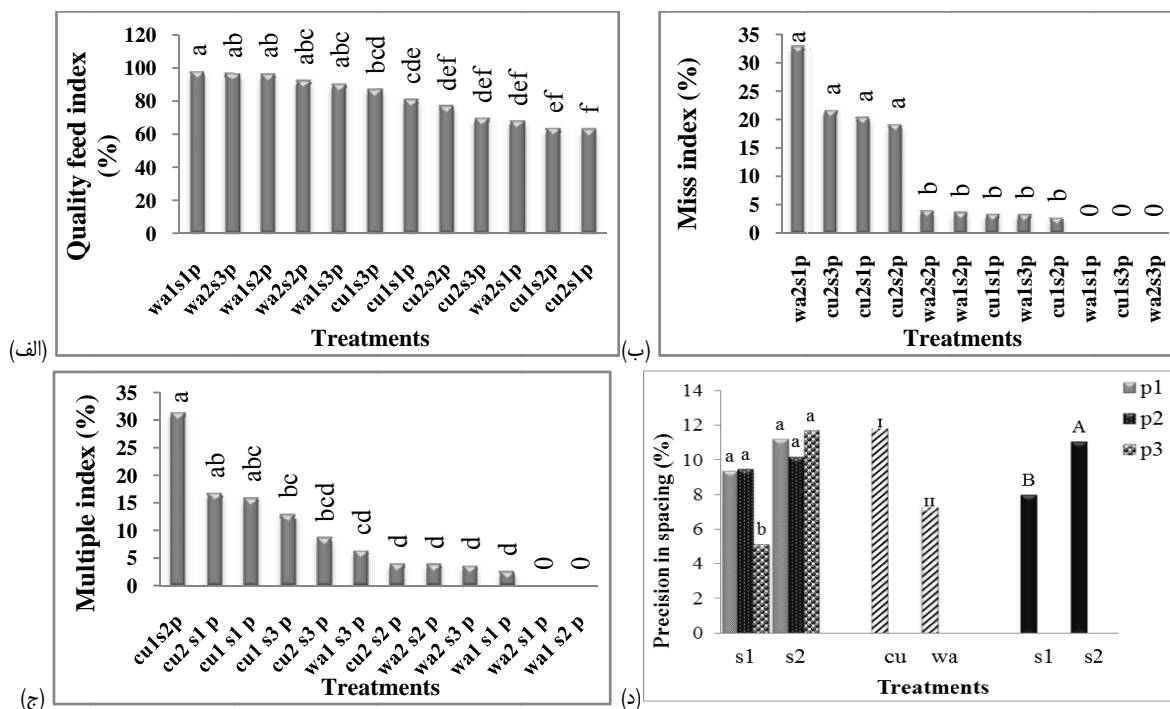 Quality feed index
(%)
120
100
80
60
40
20
0
a ab ab abc abc bcd cde def def def ef f
wa1s1p wa2s3p wa1s2p wa2s2p wa1s3p cu1s3p cu1s1p cu2s2p cu2s3p wa2s1p cu1s2p cu2s1p
Treatments
(الف)
Miss index (%)
35
30
25
20
15
10
5
0
a a a a b b b b b 0 0 0
wa2s1p cu2s3p cu2s1p cu2s2p wa2s2p wa1s2p cu1s1p wa1s3p cu1s2p wa1s1p cu1s3p wa2s3p
Treatments
(ب)
Multiple index (%)
35
30
25
20
15
10
5
0
a ab abc bc bcd cd d d d d 0 0
cu1s2p cu2 s1 p cu1 s1 p cu1 s3 p cu2 s3 p wa1 s3 p cu2 s2 p wa2 s2 p wa2 s3 p wa1 s1 p wa2 s1 p wa1 s2 p
Treatments
(ج)
Precision in spacing (%)
14
12
10
8
6
4
2
0
a a b a a a I II B A
s1 s2 cu wa s1 s2
Treatments
p1
p2
p3
(د)